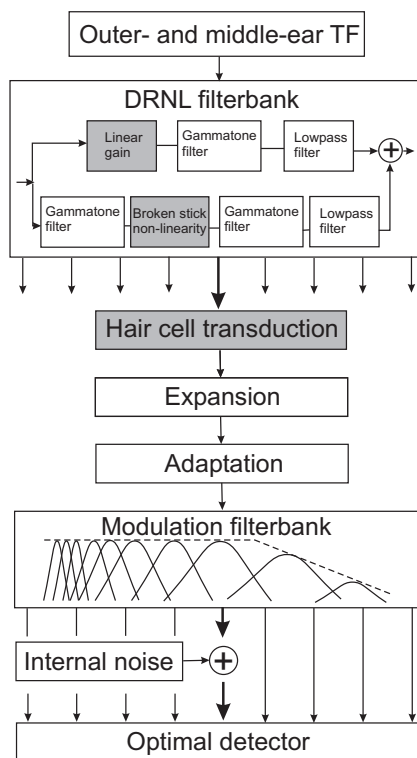 Outer- and middle-ear TF
DRNL filterbank
Linear
gain
Gammatone
filter
Lowpass
filter
Gammatone
filter
Broken stick
non-linearity
Gammatone
filter
Lowpass
filter
Hair cell transduction
Expansion
Adaptation
Modulation filterbank
Internal noise
Optimal detector